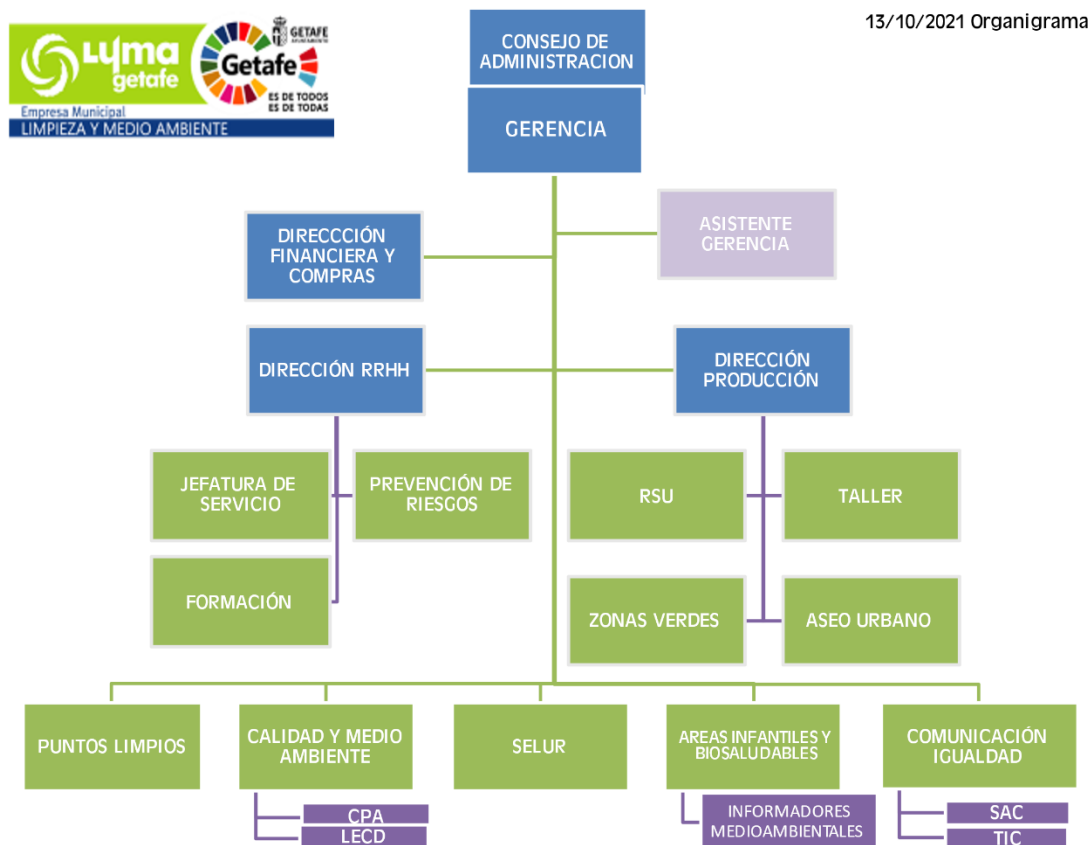 13/10/2021 Organigrama
Lyma
getafe
GETAFE
AYUNTAMIENTO
Getafe
ES DE TODOS
ES DE TODAS
Empresa Municipal
LIMPIEZA Y MEDIO AMBIENTE
CONSEJO DE
ADMINISTRACION
GERENCIA
ASISTENTE
GERENCIA
DIRECCCIÓN
FINANCIERA Y
COMPRAS
DIRECCIÓN RRHH
DIRECCIÓN
PRODUCCIÓN
JEFATURA DE
SERVICIO
PREVENCIÓN DE
RIESGOS
RSU
TALLER
FORMACIÓN
ZONAS VERDES
ASEO URBANO
PUNTOS LIMPIOS
CALIDAD Y MEDIO
AMBIENTE
SELUR
AREAS INFANTILES Y
BIOSALUDABLES
COMUNICACIÓN
IGUALDAD
CPA
LECD
INFORMADORES
MEDIOAMBIENTALES
SAC
TIC